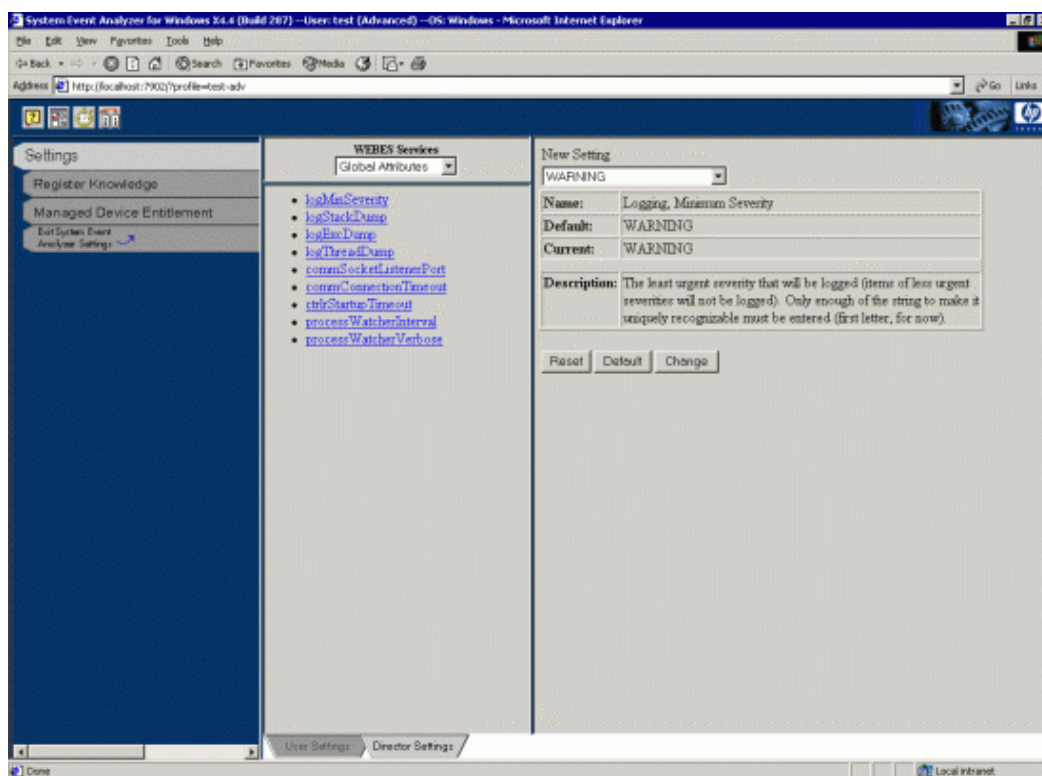 System Event Analyzer for Windows X4.4 (Build 287) --User: test (Advanced) --OS: Windows - Microsoft Internet Explorer
File Edit View Favorites Tools Help
Back Search Favorites Media
Address http://localhost:7902/?profile=test-adv Go Links
hp
Settings
Register Knowledge
Managed Device Entitlement
Exit System Event
Analyzer Settings
WEBES Services
Global Attributes
logMinSeverity
logStackDump
logExcDump
logThreadDump
commSocketListenerPort
commConnectionTimeout
ctrlrStartupTimeout
processWatcherInterval
processWatcherVerbose
New Setting
WARNING
Name: Logging, Minimum Severity
Default: WARNING
Current: WARNING
Description: The least urgent severity that will be logged (items of less urgent
severities will not be logged). Only enough of the string to make it
uniquely recognizable must be entered (first letter, for now).
Reset Default Change
User Settings Director Settings
Done Local intranet